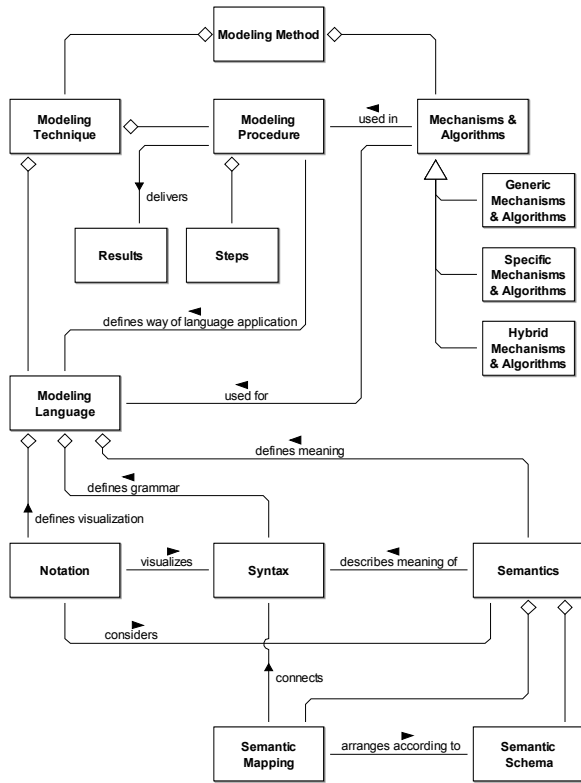 Modeling Method
Modeling
Technique
Modeling
Procedure
used in
Mechanisms &
Algorithms
delivers
Generic
Mechanisms
& Algorithms
Results
Steps
Specific
Mechanisms
& Algorithms
defines way of language application
Hybrid
Mechanisms
& Algorithms
Modeling
Language
used for
defines meaning
defines grammar
defines visualization
Notation
visualizes
Syntax
describes meaning of
Semantics
considers
connects
Semantic
Mapping
arranges according to
Semantic
Schema